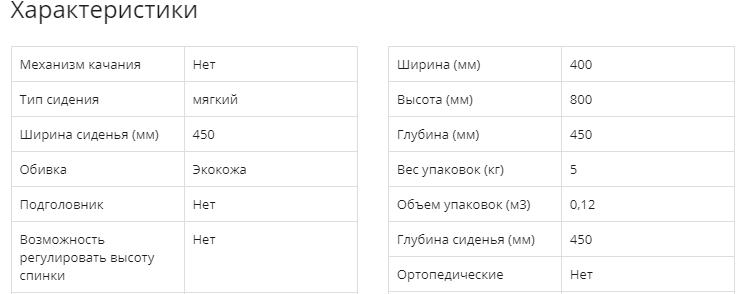 Характеристики
Механизм качания Нет
Тип сидения мягкий
Ширина сиденья (мм) 450
Обивка Экокожа
Подголовник Нет
Возможность Нет
регулировать высоту
спинки
Ширина (мм) 400
Высота (мм) 800
Глубина (мм) 450
Вес упаковок (кг) 5
Объем упаковок (м3) 0,12
Глубина сиденья (мм) 450
Ортопедические Нет